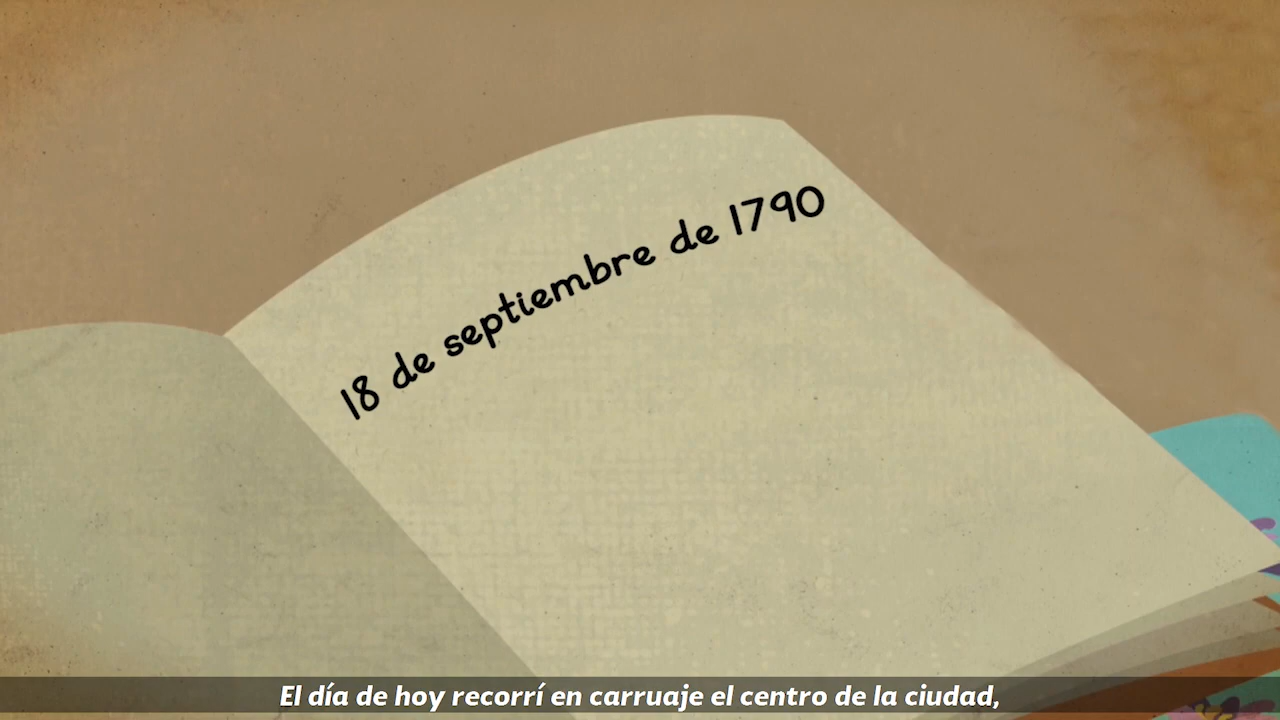 18 de septiembre de 1790
El día de hoy recorrí en carruaje el centro de la ciudad,